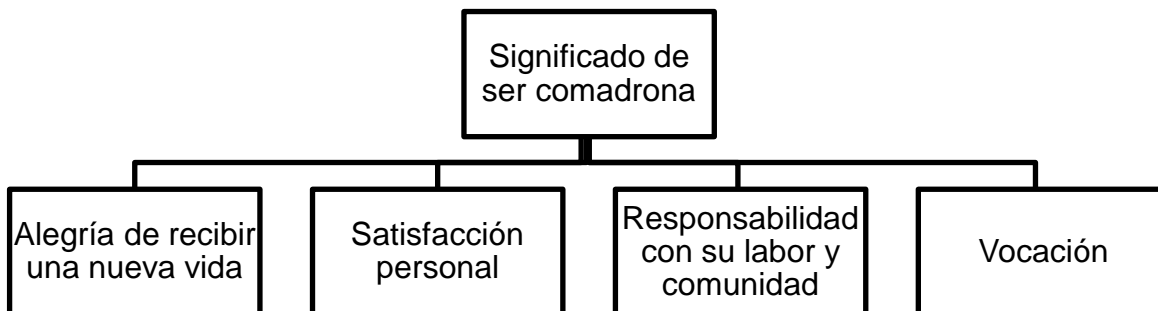 Significado de
ser comadrona
Alegría de recibir
una nueva vida
Satisfacción
personal
Responsabilidad
con su labor y
comunidad
Vocación